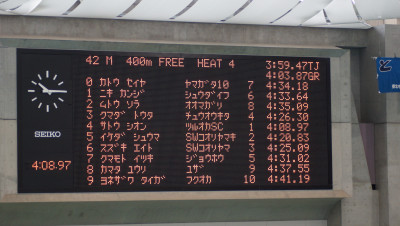 42 M 400m FREE HEAT 4 3:59.47TJ
4:03.87GR
0 カトウ セイヤ ヤマガタ10 7 4:34.18
1 ニキ カンジ シュウダイフ 6 4:33.64
2 ムトウ ソラ オオマガリ 8 4:35.09
3 クマダ トウタ チュウオウキタ 4 4:26.30
4 サトウ シオン ツルオカSC 1 4:08.97
5 イケダ シュウマ SWコオリヤマキ 2 4:20.83
6 スズキ エイト SWコオリヤマ 3 4:25.09
7 クマモト イツキ ジョウホウ 5 4:31.02
8 カマタ ユウリ ユザ 9 4:37.55
9 ヨネザワ タイガ フクオカ 10 4:41.19
SEIKO
4:08.97